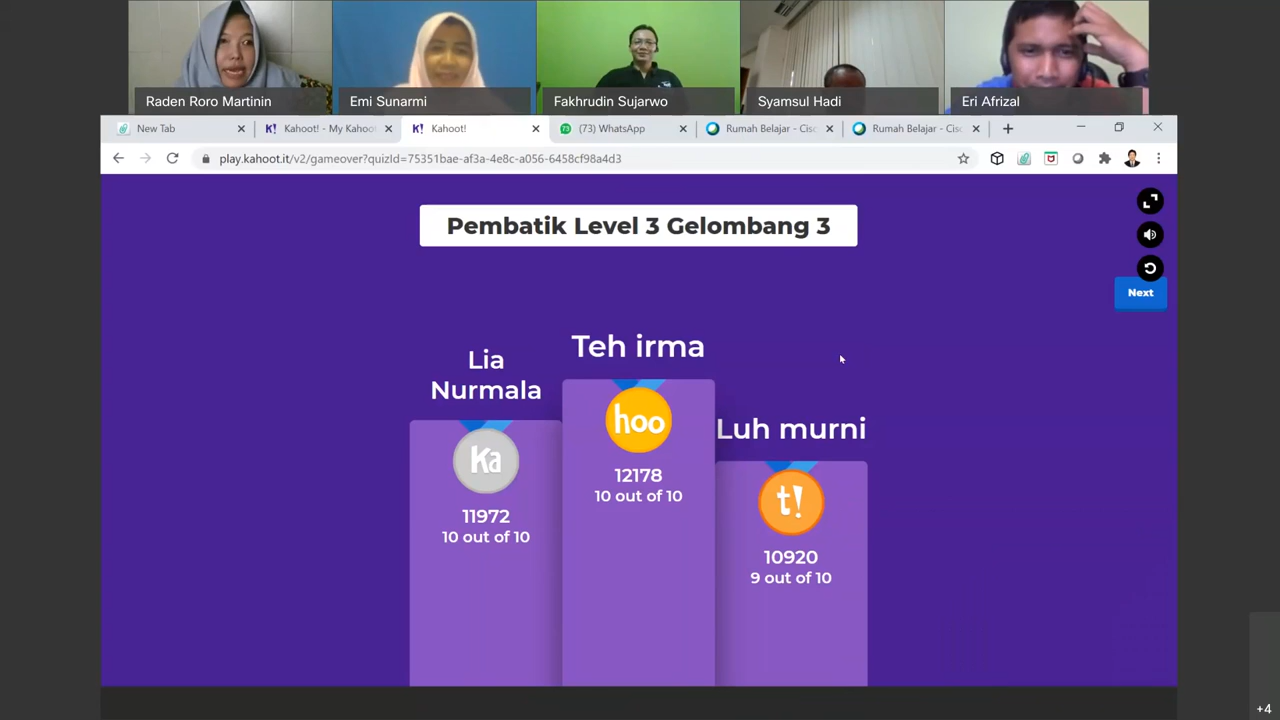 Raden Roro Martinin
Emi Sunarmi
Fakhrudin Sujarwo
Syamsul Hadi
Eri Afrizal
New Tab
Kahoot! - My Kahoo
Kahoot!
(73) WhatsApp
Rumah Belajar - Cisc
Rumah Belajar - Cisc
play.kahoot.it/v2/gameover?quizId=75351bae-af3a-4e8c-a056-6458cf98a4d3
Pembatik Level 3 Gelombang 3
Next
Teh irma
Lia
Nurmala
Luh murni
hoo
12178
10 out of 10
Ka
11972
10 out of 10
t!
10920
9 out of 10
+4